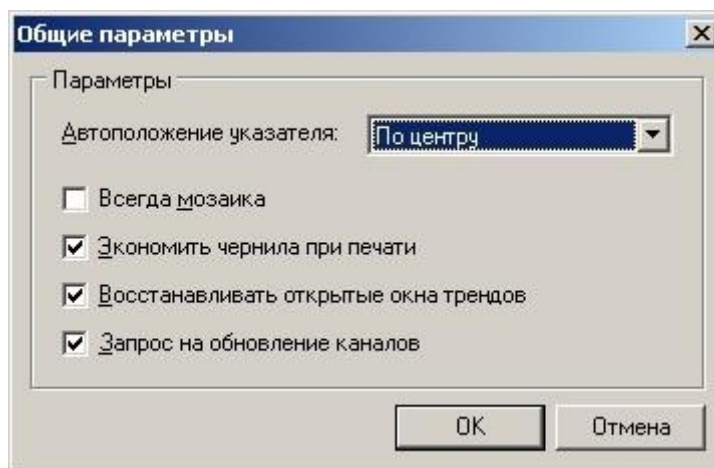 Общие параметры
Параметры
Автоположение указателя: По центру
Всегда мозаика
Экономить чернила при печати
Восстанавливать открытые окна трендов
Запрос на обновление каналов
OK Отмена